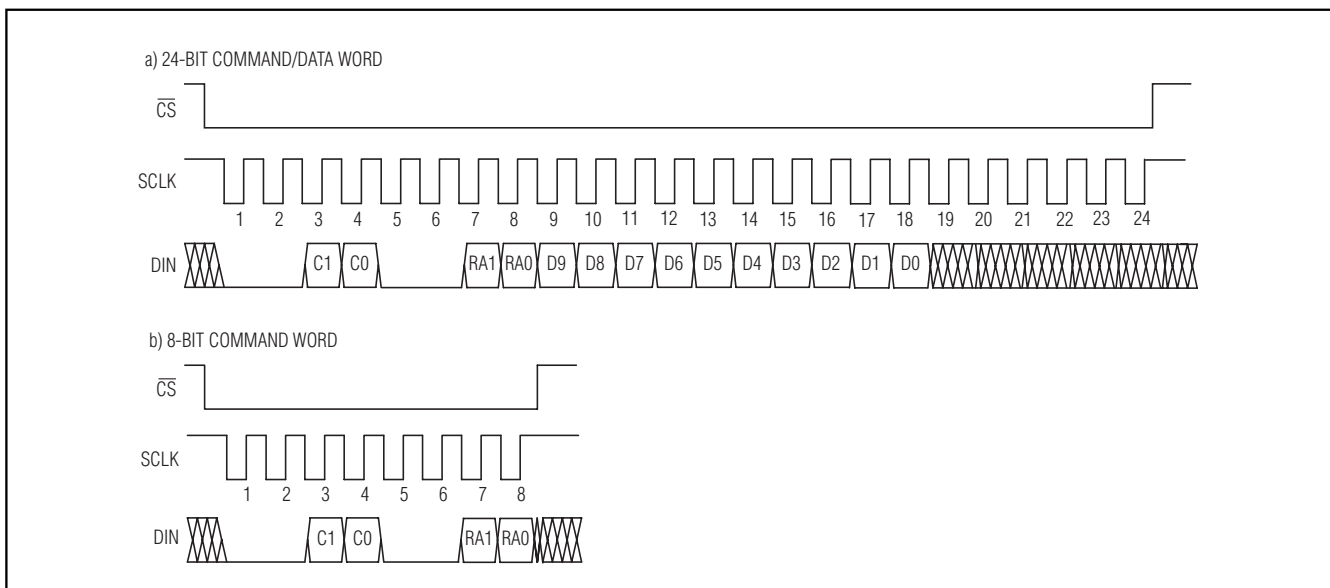 a) 24-BIT COMMAND/DATA WORD
CS
SCLK
1 2 3 4 5 6 7 8 9 10 11 12 13 14 15 16 17 18 19 20 21 22 23 24
DIN
C1 C0 RA1 RA0 D9 D8 D7 D6 D5 D4 D3 D2 D1 D0
b) 8-BIT COMMAND WORD
CS
SCLK
1 2 3 4 5 6 7 8
DIN
C1 C0 RA1 RA0